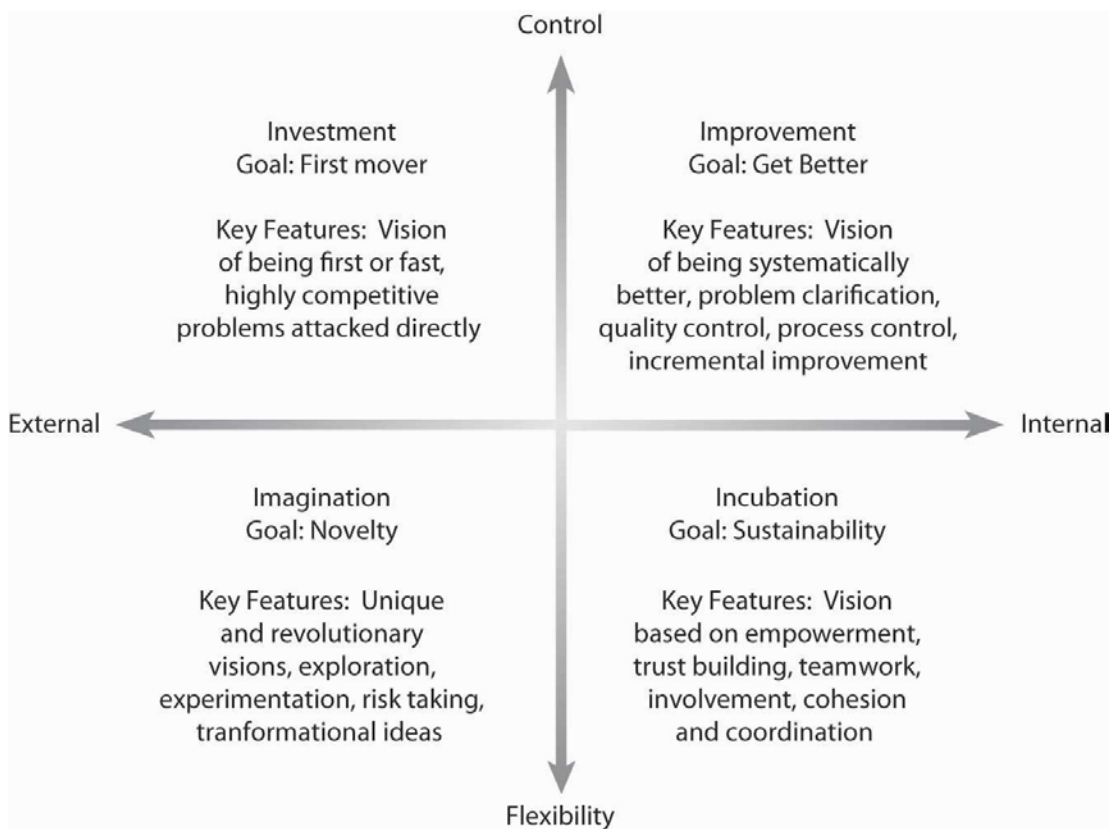 Control
Investment
Goal: First mover
Key Features: Vision
of being first or fast,
highly competitive
problems attacked directly
Improvement
Goal: Get Better
Key Features: Vision
of being systematically
better, problem clarification,
quality control, process control,
incremental improvement
External
Internal
Imagination
Goal: Novelty
Key Features: Unique
and revolutionary
visions, exploration,
experimentation, risk taking,
tranformational ideas
Incubation
Goal: Sustainability
Key Features: Vision
based on empowerment,
trust building, teamwork,
involvement, cohesion
and coordination
Flexibility